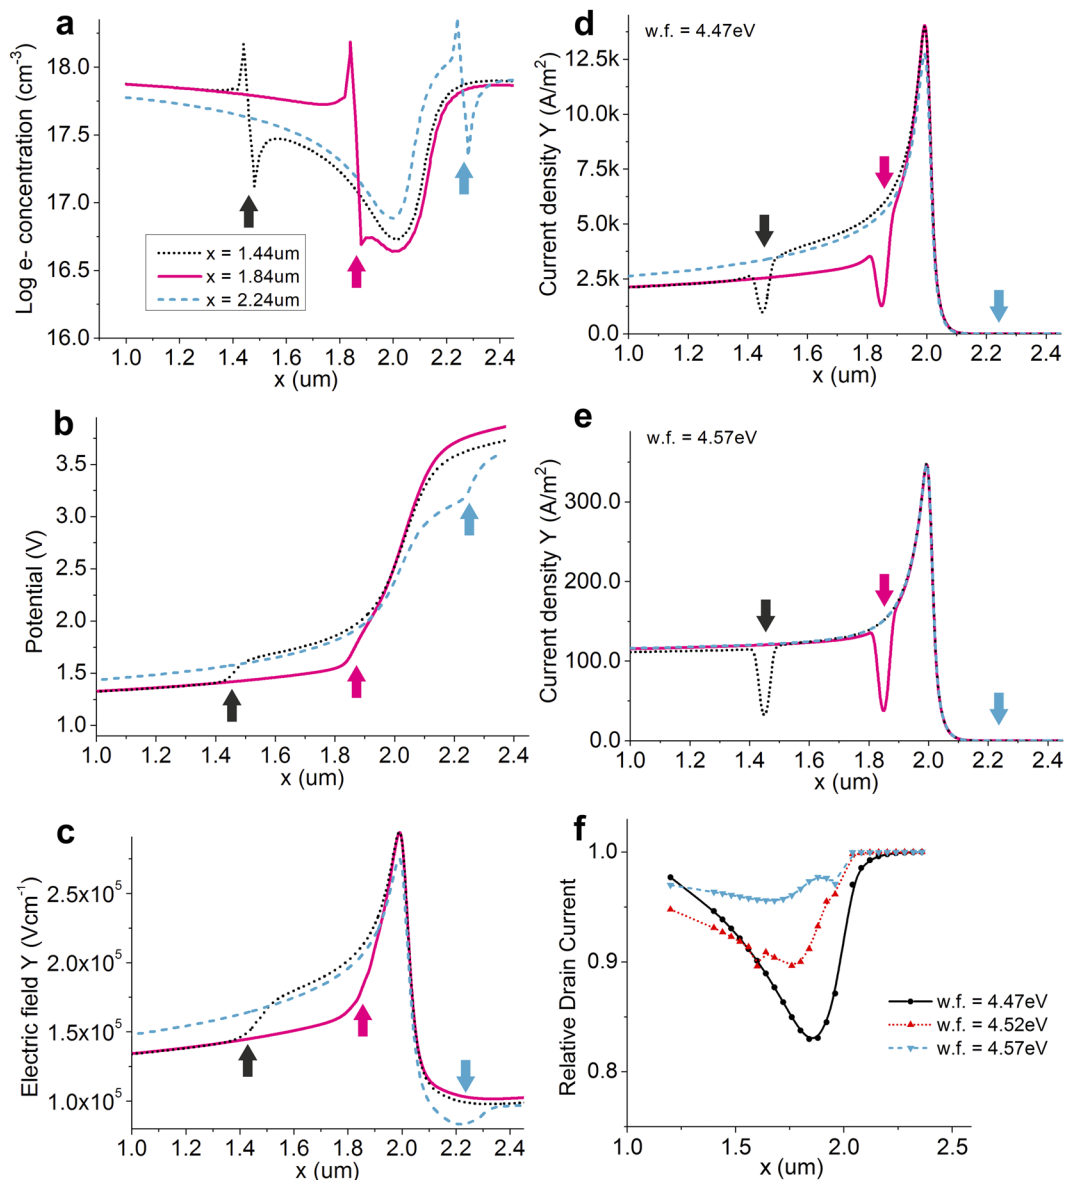 a
Log e- concentration (cm-3)
18.0
17.5
17.0
16.5
16.0
x = 1.44um
x = 1.84um
x = 2.24um
1.0 1.2 1.4 1.6 1.8 2.0 2.2 2.4
x (um)
d
w.f. = 4.47eV
Current density Y (A/m2)
12.5k
10.0k
7.5k
5.0k
2.5k
0.0
1.0 1.2 1.4 1.6 1.8 2.0 2.2 2.4
x (um)
b
Potential (V)
3.5
3.0
2.5
2.0
1.5
1.0
1.0 1.2 1.4 1.6 1.8 2.0 2.2 2.4
x (um)
e
w.f. = 4.57eV
Current density Y (A/m2)
300.0
200.0
100.0
0.0
1.0 1.2 1.4 1.6 1.8 2.0 2.2 2.4
x (um)
c
Electric field Y (Vcm-1)
2.5x105
2.0x105
1.5x105
1.0x105
1.0 1.2 1.4 1.6 1.8 2.0 2.2 2.4
x (um)
f
Relative Drain Current
1.0
0.9
0.8
w.f. = 4.47eV
w.f. = 4.52eV
w.f. = 4.57eV
1.0 1.5 2.0 2.5
x (um)